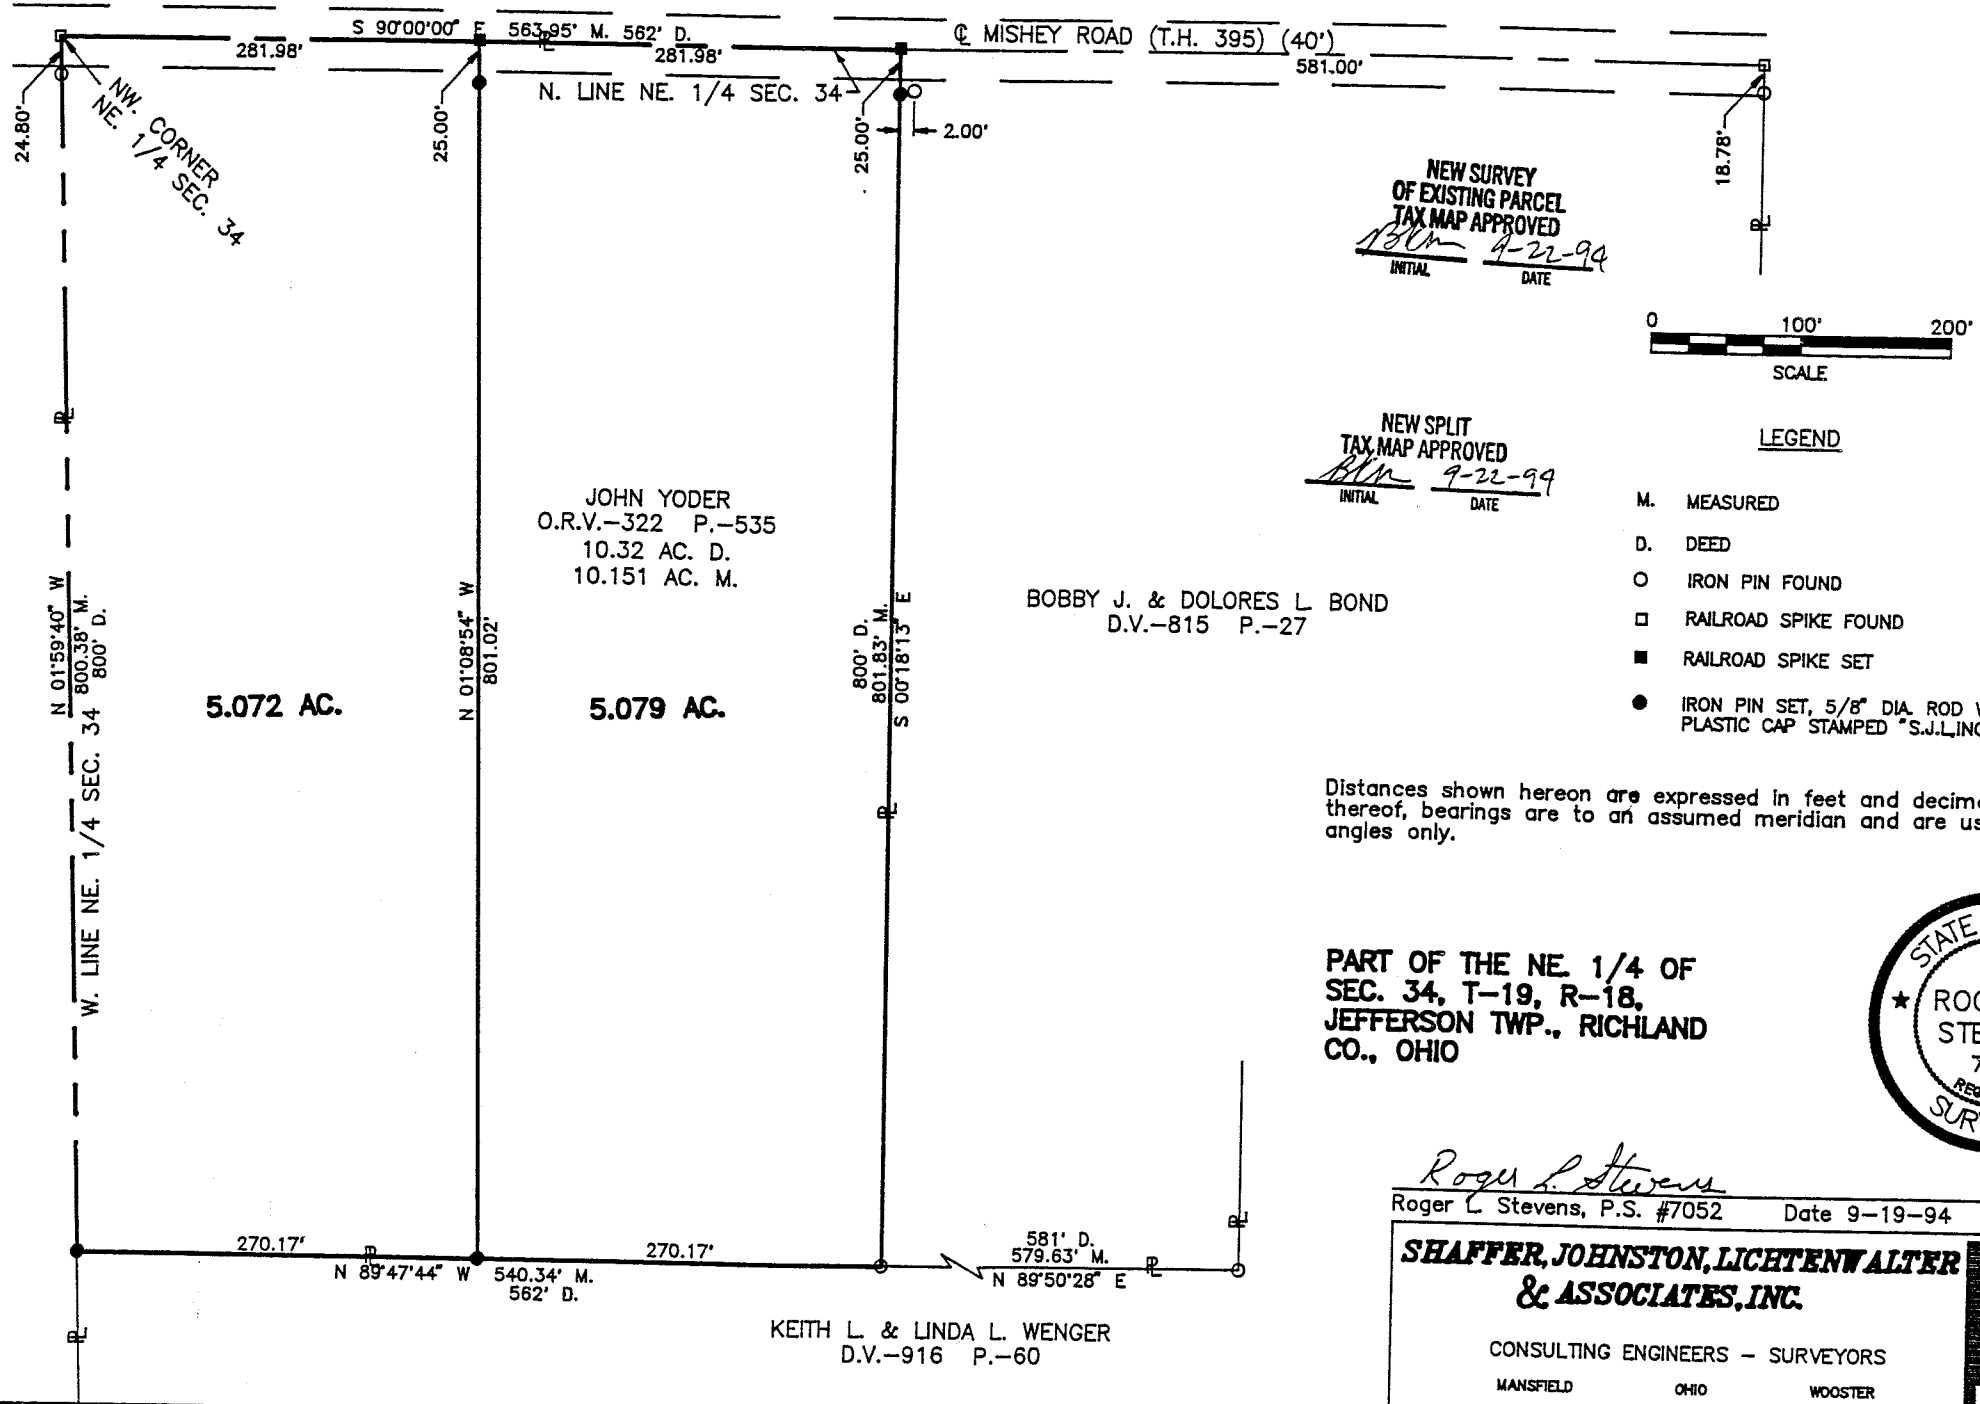 S 90°00'00" E 563.95' M. 562' D.
℄ MISHEY ROAD (T.H. 395) (40')
281.98'
281.98'
581.00'
N. LINE NE. 1/4 SEC. 34
24.80'
NW. CORNER
NE. 1/4 SEC. 34
25.00'
25.00'
2.00'
18.78'
NEW SURVEY
OF EXISTING PARCEL
TAX MAP APPROVED
9-22-94
INITIAL DATE
0 100' 200'
SCALE
NEW SPLIT
TAX MAP APPROVED
9-22-94
INITIAL DATE
LEGEND
M. MEASURED
D. DEED
IRON PIN FOUND
RAILROAD SPIKE FOUND
RAILROAD SPIKE SET
IRON PIN SET, 5/8" DIA. ROD
PLASTIC CAP STAMPED "S.J.L.,INC
JOHN YODER
O.R.V.-322 P.-535
10.32 AC. D.
10.151 AC. M.
N 01°59'40" W
800.38' M.
800' D.
W. LINE NE. 1/4 SEC. 34
N 01°08'54" W
801.02'
800' D.
801.83' M.
S 00°18'13" E
BOBBY J. & DOLORES L. BOND
D.V.-815 P.-27
5.072 AC.
5.079 AC.
Distances shown hereon are expressed in feet and decim
thereof, bearings are to an assumed meridian and are us
angles only.
PART OF THE NE. 1/4 OF
SEC. 34, T-19, R-18,
JEFFERSON TWP., RICHLAND
CO., OHIO
STATE
ROG
STE
7
REG
SUR
Roger L. Stevens
Roger L. Stevens, P.S. #7052 Date 9-19-94
270.17'
270.17'
N 89°47'44" W 540.34' M.
562' D.
581' D.
579.63' M.
N 89°50'28" E
KEITH L. & LINDA L. WENGER
D.V.-916 P.-60
SHAFFER, JOHNSTON, LICHTENWALTER
& ASSOCIATES, INC.
CONSULTING ENGINEERS - SURVEYORS
MANSFIELD OHIO WOOSTER